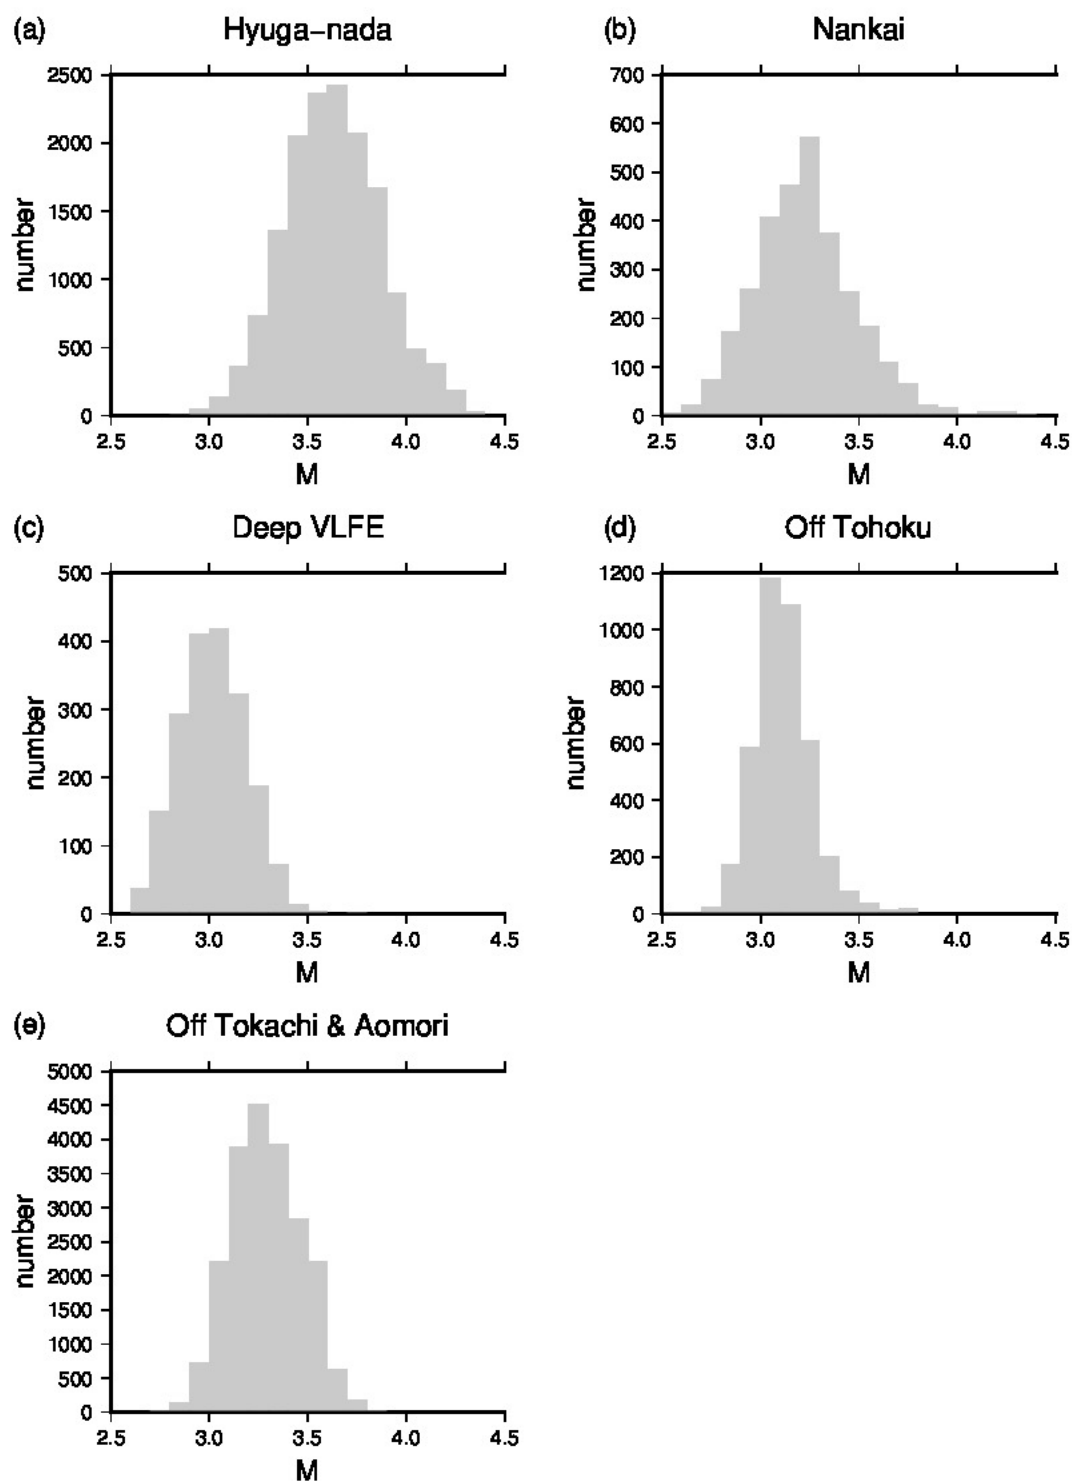 (a) Hyuga-nada
2500
2000
1500
1000
500
0
number
2.5 3.0 3.5 4.0 4.5
M
(b) Nankai
700
600
500
400
300
200
100
0
number
2.5 3.0 3.5 4.0 4.5
M
(c) Deep VLFE
500
400
300
200
100
0
number
2.5 3.0 3.5 4.0 4.5
M
(d) Off Tohoku
1200
1000
800
600
400
200
0
number
2.5 3.0 3.5 4.0 4.5
M
(e) Off Tokachi & Aomori
5000
4500
4000
3500
3000
2500
2000
1500
1000
500
0
number
2.5 3.0 3.5 4.0 4.5
M